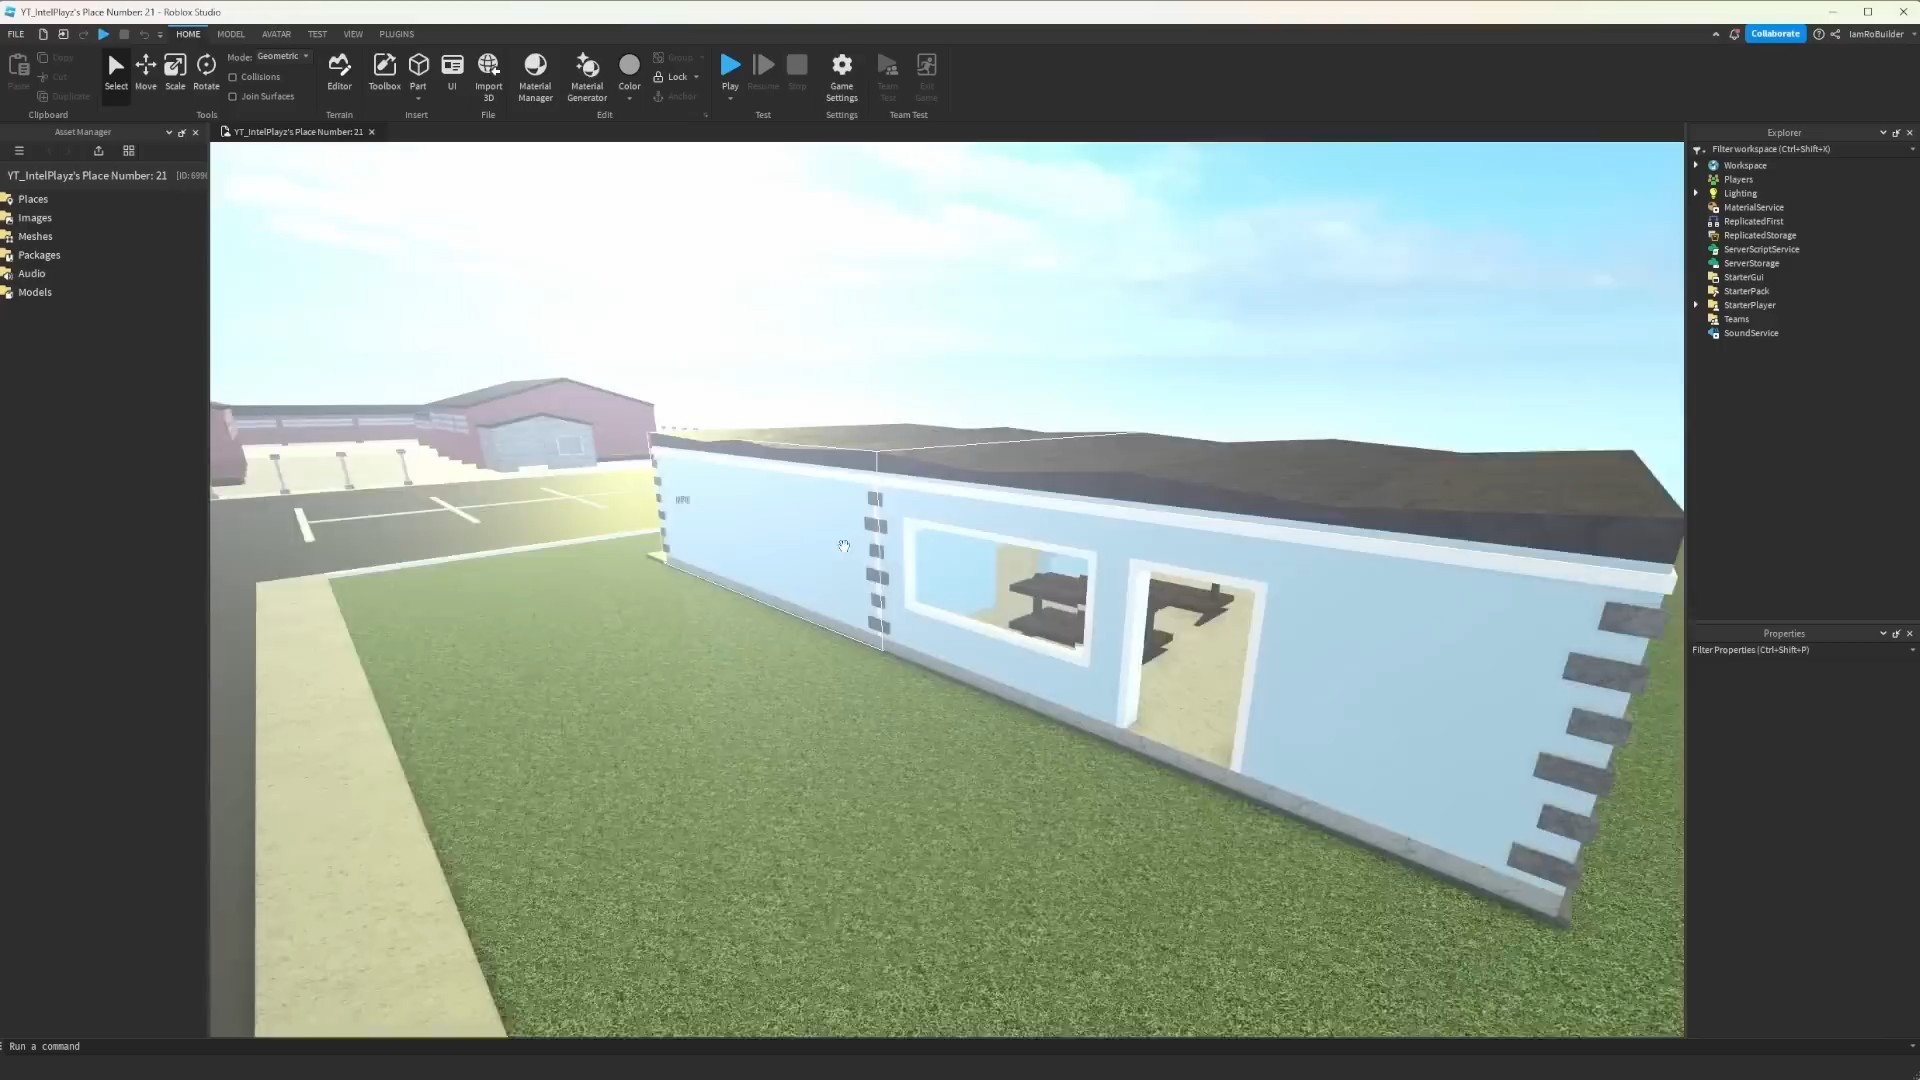 YT_IntelPlayz's Place Number: 21 - Roblox Studio
FILE HOME MODEL AVATAR TEST VIEW PLUGINS Collaborate IamRoBuilder
Paste Copy Cut Duplicate
Select Move Scale Rotate
Mode: Geometric
Collisions
Join Surfaces
Editor Toolbox Part UI Import 3D
Material Manager Material Generator Color
Group Lock Anchor
Play Resume Stop
Game Settings Team Test Exit Game
Clipboard Tools Terrain Insert File Edit Test Settings Team Test
Asset Manager
YT_IntelPlayz's Place Number: 21
Explorer
YT_IntelPlayz's Place Number: 21 [ID: 699
Places
Images
Meshes
Packages
Audio
Models
Filter workspace (Ctrl+Shift+X)
Workspace
Players
Lighting
MaterialService
ReplicatedFirst
ReplicatedStorage
ServerScriptService
ServerStorage
StarterGui
StarterPack
StarterPlayer
Teams
SoundService
Properties
Filter Properties (Ctrl+Shift+P)
Run a command